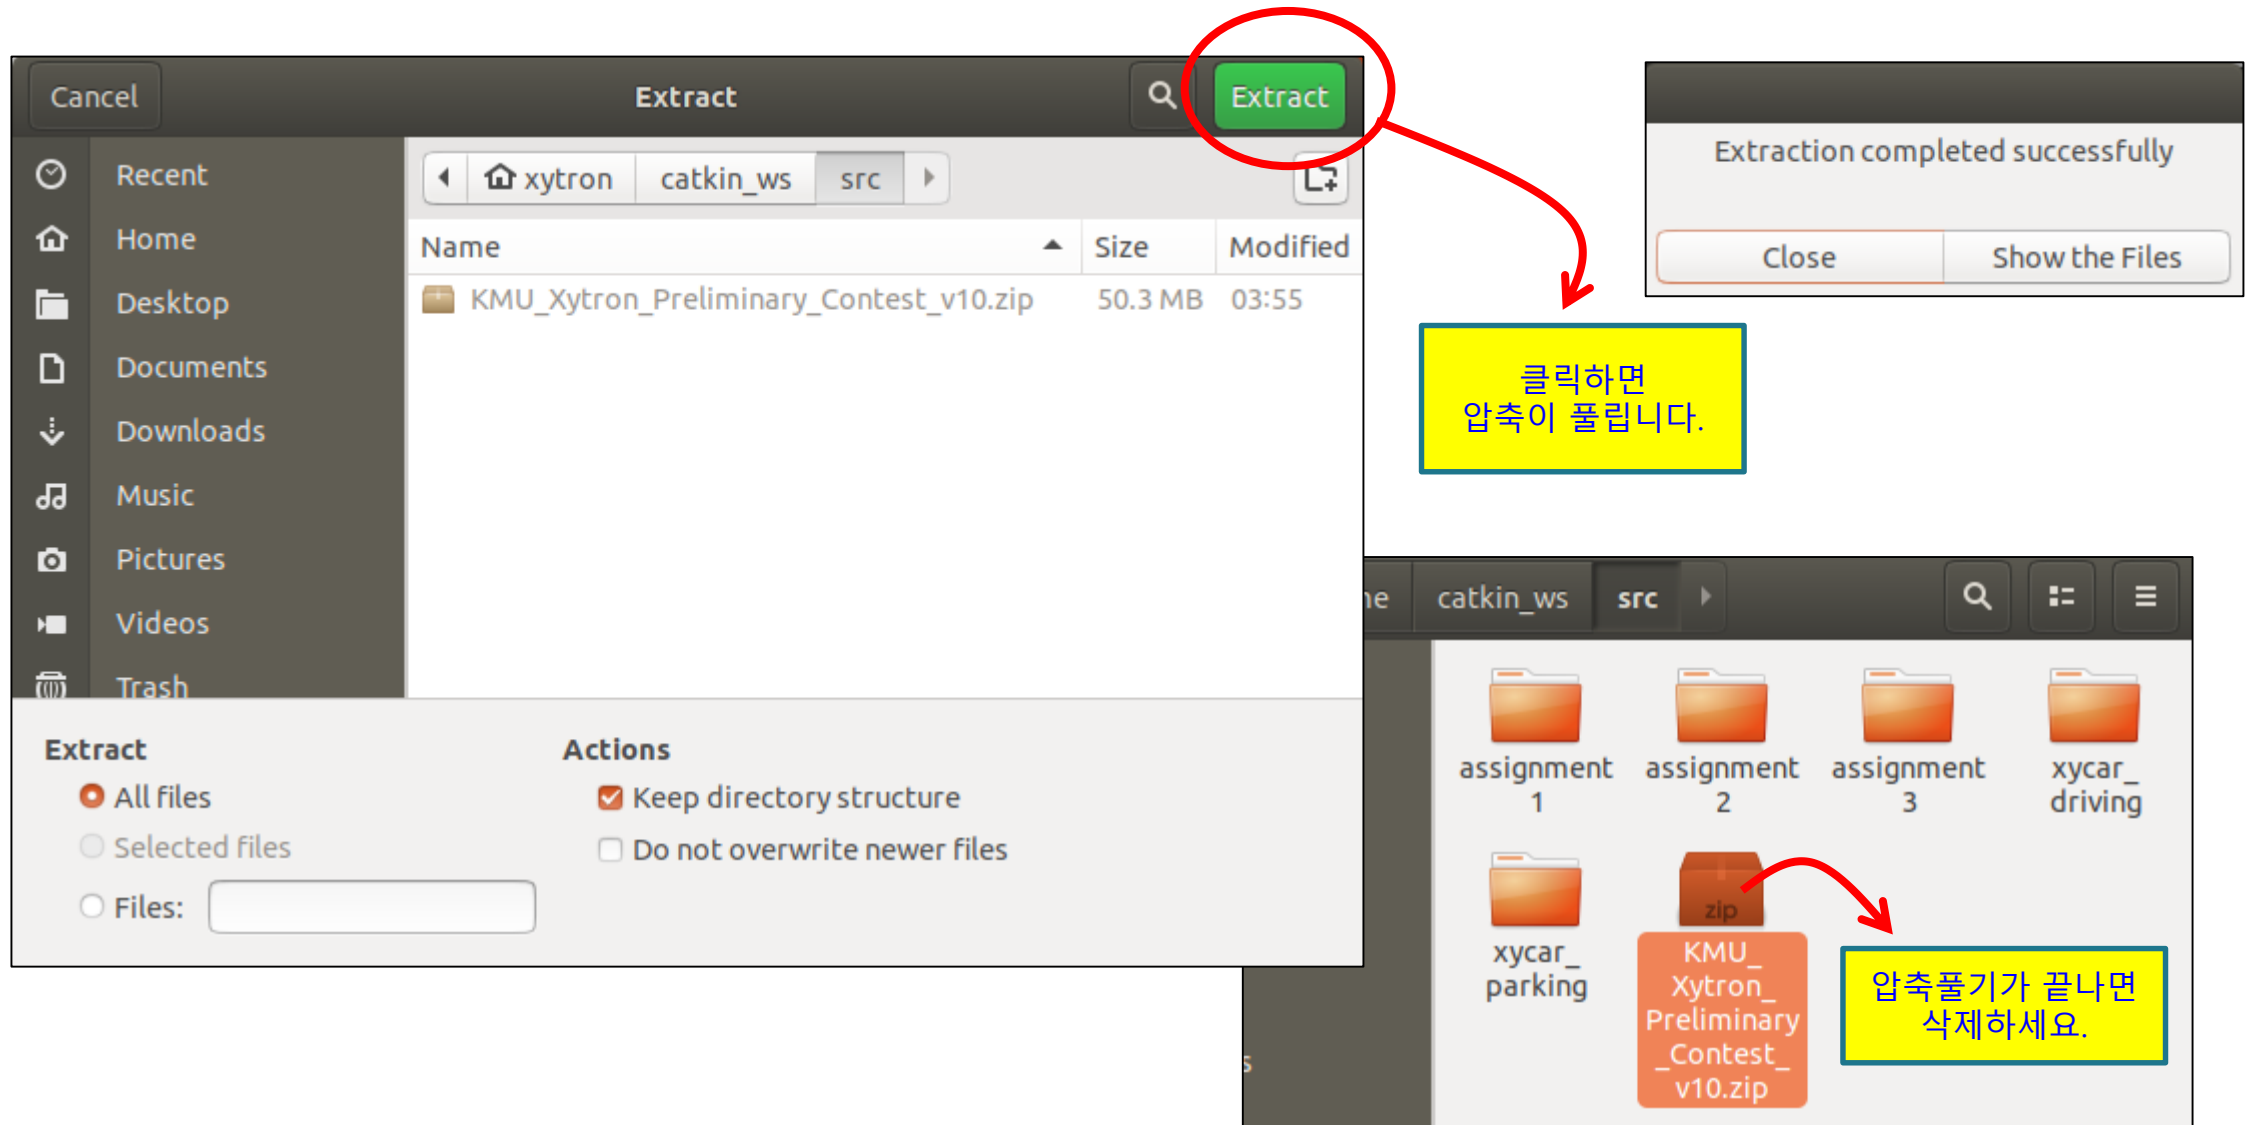 Cancel
Extract
Extract
Recent
Home
Desktop
Documents
Downloads
Music
Pictures
Videos
Trash
xytron
catkin_ws
src
Name
Size
Modified
KMU_Xytron_Preliminary_Contest_v10.zip
50.3 MB
03:55
Extract
All files
Selected files
Files:
Actions
Keep directory structure
Do not overwrite newer files
Extraction completed successfully
Close
Show the Files
클릭하면
압축이 풀립니다.
catkin_ws
src
assignment
1
assignment
2
assignment
3
xycar_
driving
xycar_
parking
zip
KMU_
Xytron_
Preliminary
_Contest_
v10.zip
압축풀기가 끝나면
삭제하세요.